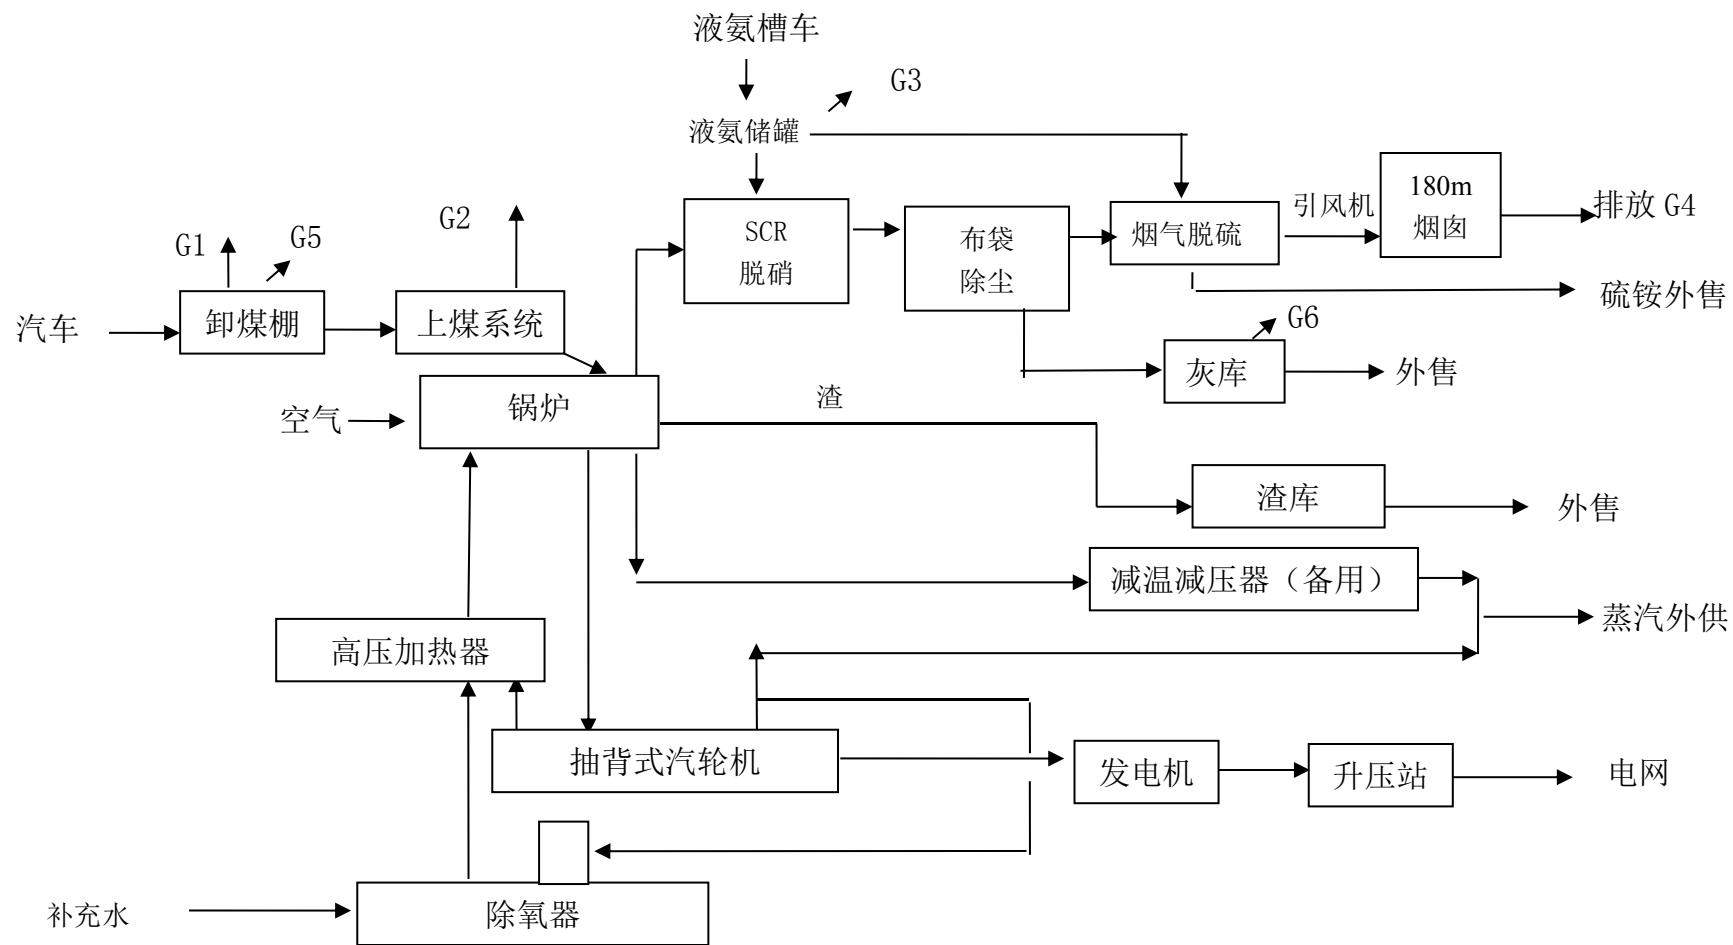 液氨槽车
G3
液氨储罐
180m
烟囱
引风机
排放 G4
SCR
脱硝
布袋
除尘
烟气脱硫
G1
G5
G2
硫铵外售
汽车
卸煤棚
上煤系统
G6
灰库
外售
锅炉
渣
空气
渣库
外售
减温减压器（备用）
蒸汽外供
高压加热器
抽背式汽轮机
发电机
升压站
电网
补充水
除氧器